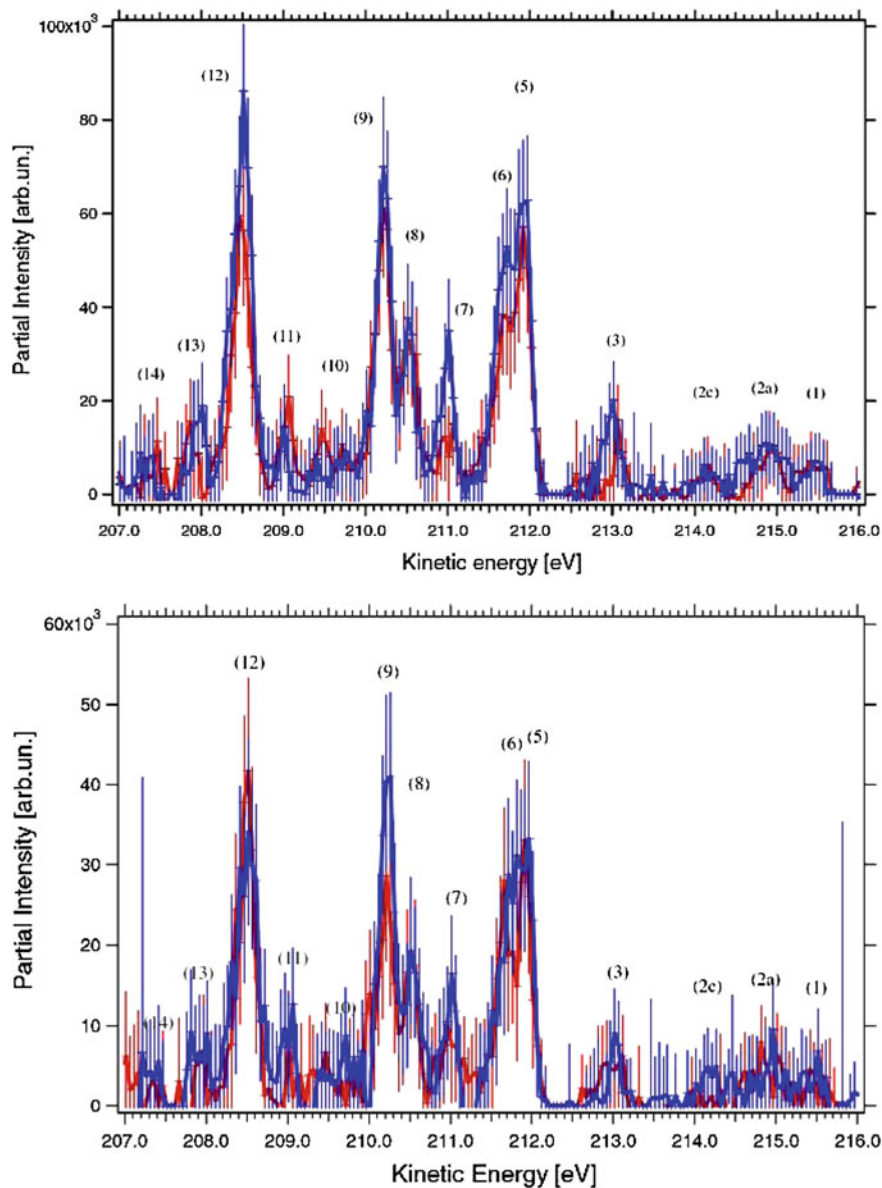 100x10³
80
60
40
20
0
Partial Intensity [arb.un.]
(12)
(9)
(5)
(6)
(8)
(7)
(3)
(11)
(13)
(10)
(14)
(2c)
(2a)
(1)
207.0 208.0 209.0 210.0 211.0 212.0 213.0 214.0 215.0 216.0
Kinetic energy [eV]
60x10³
50
40
30
20
10
0
Partial Intensity [arb.un.]
(12)
(9)
(6)
(5)
(8)
(7)
(13)
(11)
(3)
(2c)
(2a)
(1)
(14)
(10)
207.0 208.0 209.0 210.0 211.0 212.0 213.0 214.0 215.0 216.0
Kinetic Energy [eV]